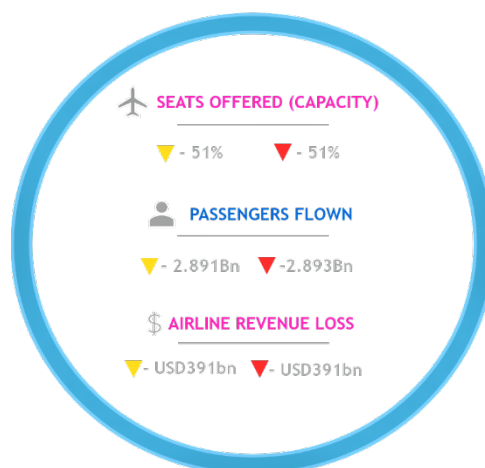 SEATS OFFERED (CAPACITY)
- 51% - 51%
PASSENGERS FLOWN
- 2.891Bn -2.893Bn
$ AIRLINE REVENUE LOSS
- USD391bn - USD391bn